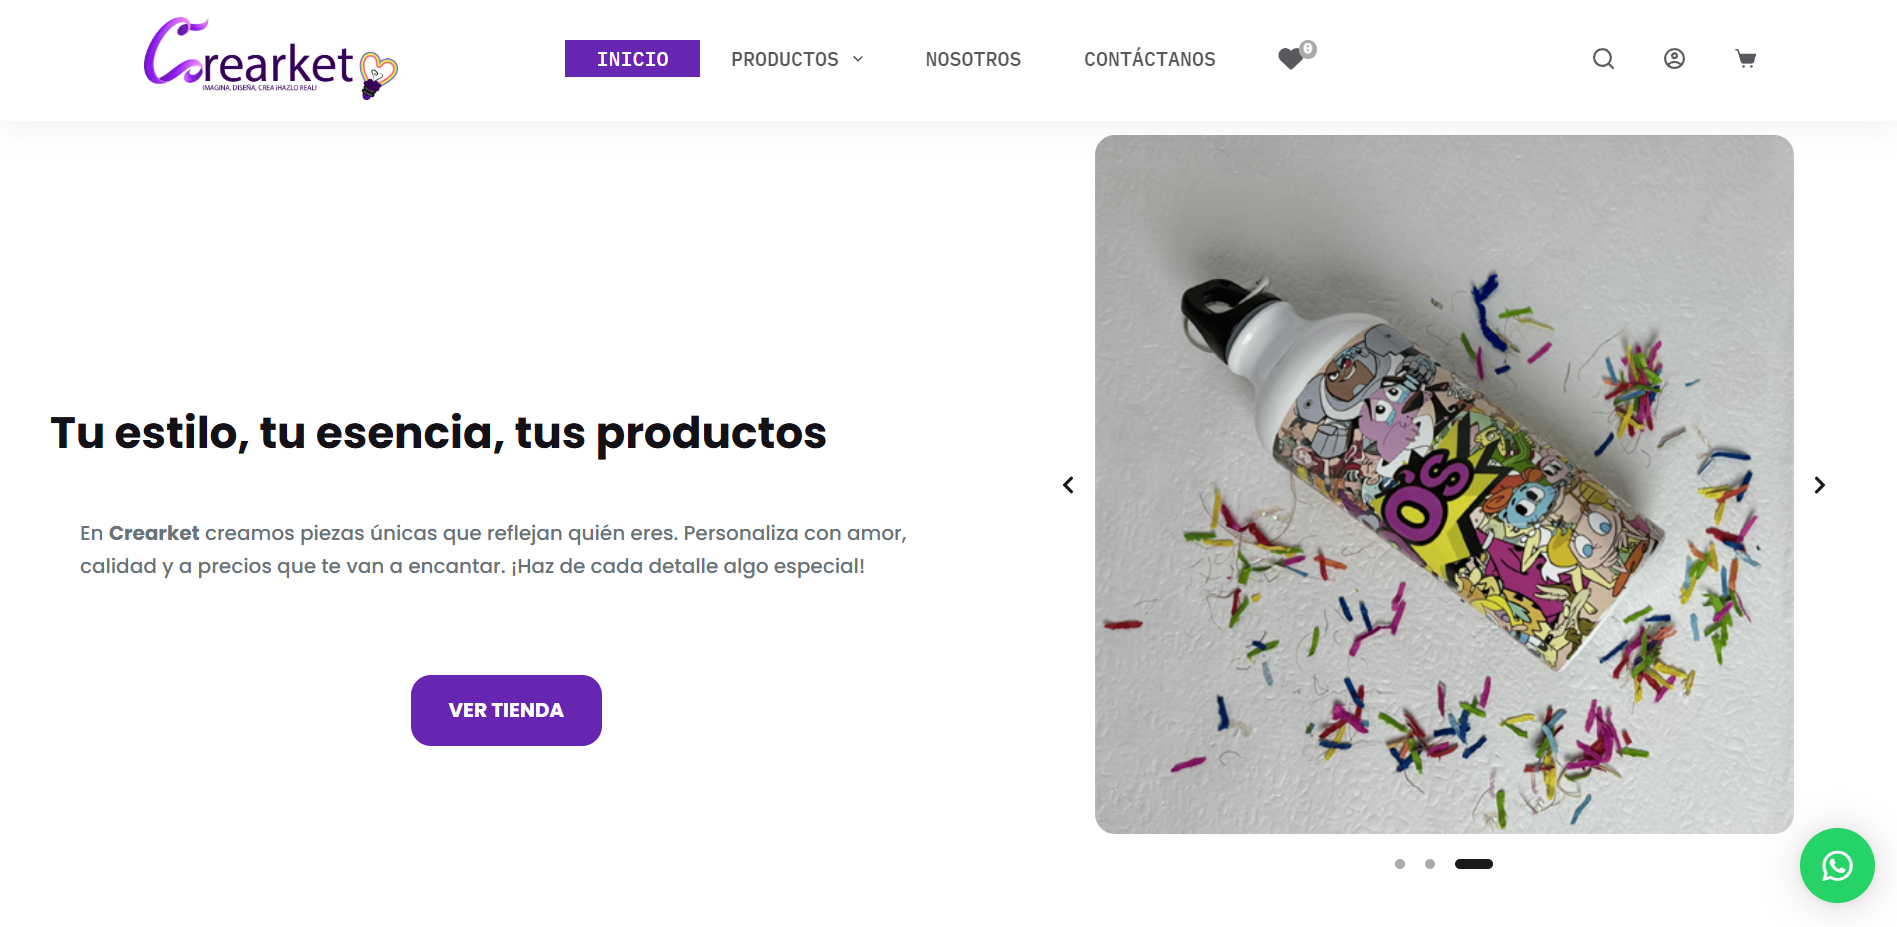 Crearket
IMAGINA, DISEÑA, CREA ¡HAZLO REAL!
INICIO
PRODUCTOS
NOSOTROS
CONTÁCTANOS
0
Tu estilo, tu esencia, tus productos
En Crearket creamos piezas únicas que reflejan quién eres. Personaliza con amor,
calidad y a precios que te van a encantar. ¡Haz de cada detalle algo especial!
VER TIENDA
O'S